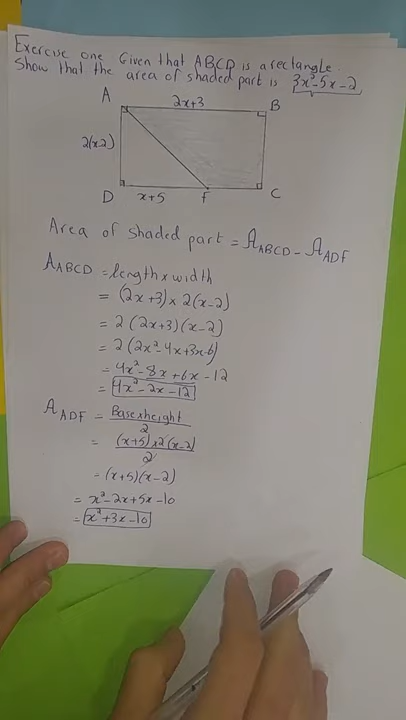 Exercise one Given that ABCD is a rectangle.
Show that the area of shaded part is 3x²-5x-2
A 2x+3 B
2(x-2)
D x+5 F C
Area of shaded part = A_ABCD - A_ADF
A_ABCD = length x width
= (2x+3) x 2(x-2)
= 2(2x+3)(x-2)
= 2(2x²-4x+3x-6)
= 4x²-8x+6x-12
= 4x²-2x-12
A_ADF = Base x height / 2
= (x+5) x 2(x-2) / 2
= (x+5)(x-2)
= x²-2x+5x-10
= x²+3x-10